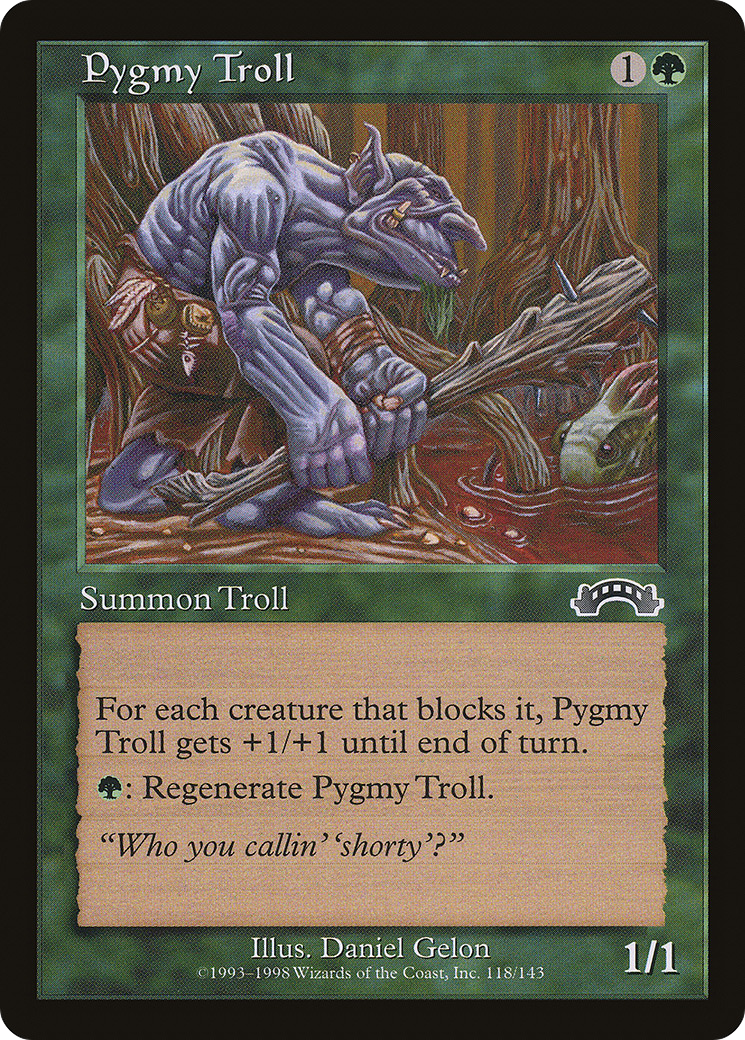 Pygmy Troll 1
Summon Troll
For each creature that blocks it, Pygmy
Troll gets +1/+1 until end of turn.
: Regenerate Pygmy Troll.
“Who you callin’ ‘shorty’?”
Illus. Daniel Gelon
©1993–1998 Wizards of the Coast, Inc. 118/143
1/1